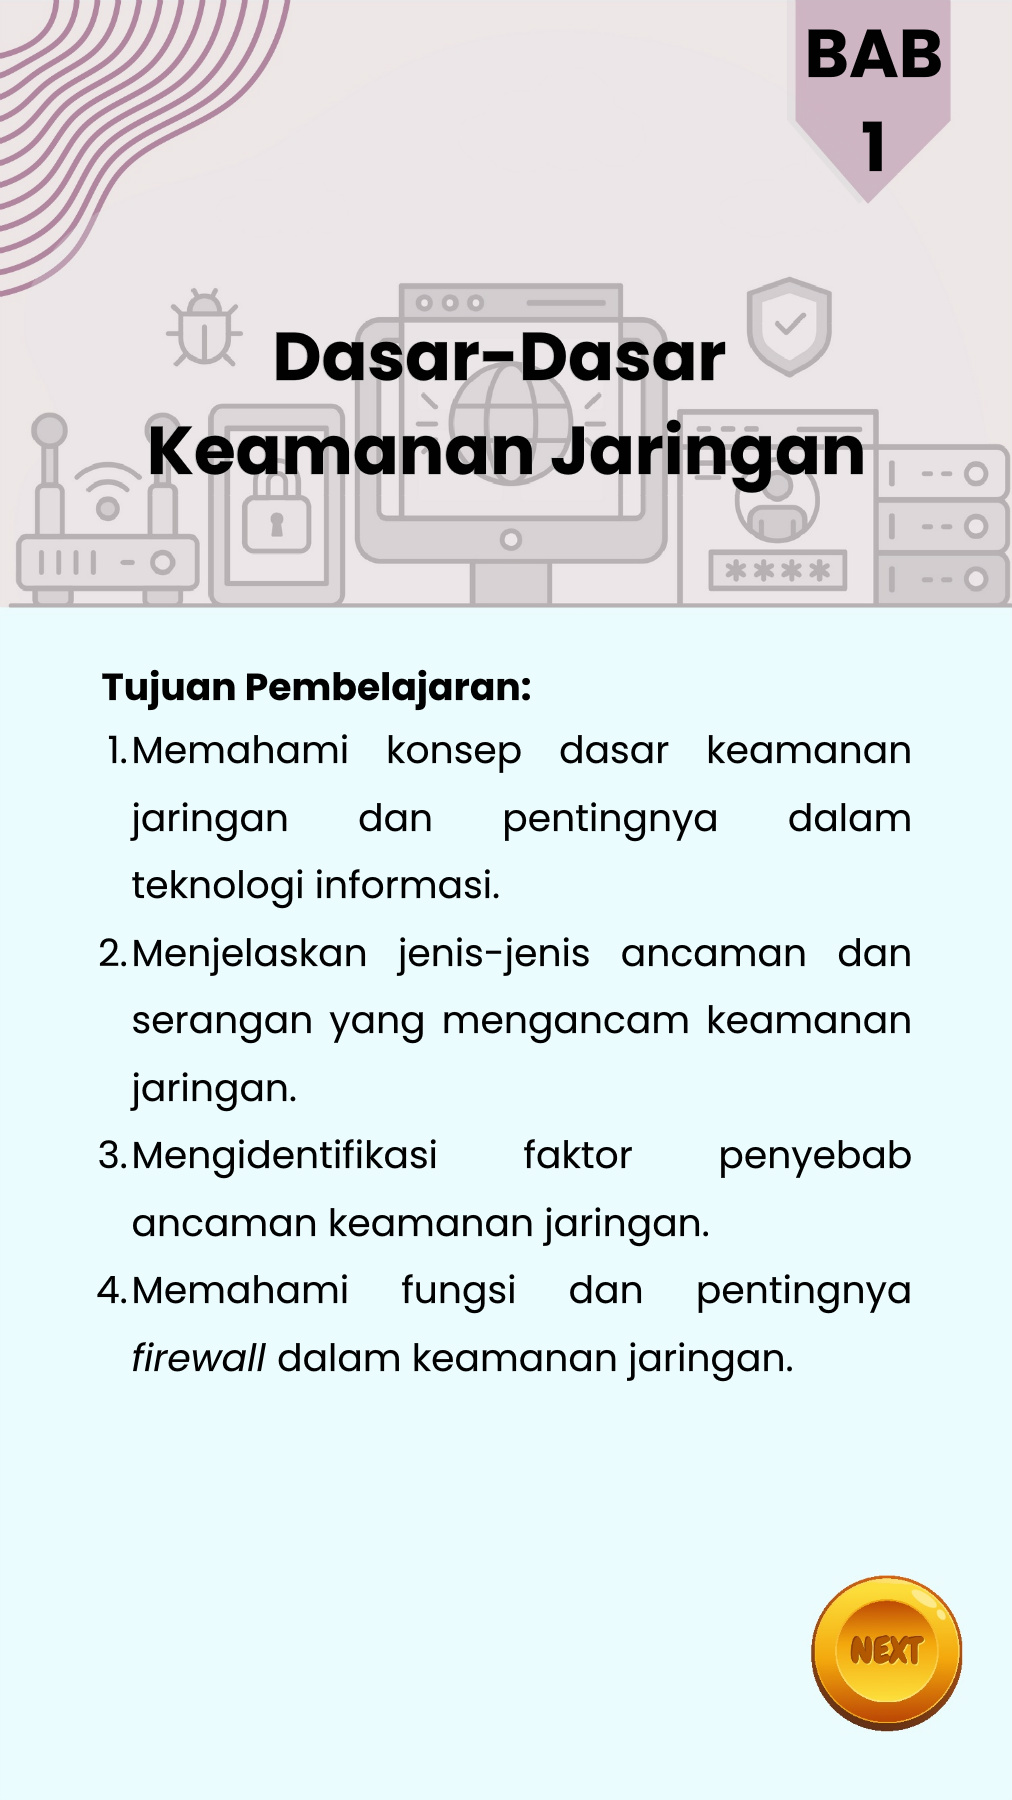 BAB
1
Dasar-Dasar
Keamanan Jaringan
Tujuan Pembelajaran:
1. Memahami konsep dasar keamanan
jaringan dan pentingnya dalam
teknologi informasi.
2. Menjelaskan jenis-jenis ancaman dan
serangan yang mengancam keamanan
jaringan.
3. Mengidentifikasi faktor penyebab
ancaman keamanan jaringan.
4. Memahami fungsi dan pentingnya
firewall dalam keamanan jaringan.
NEXT